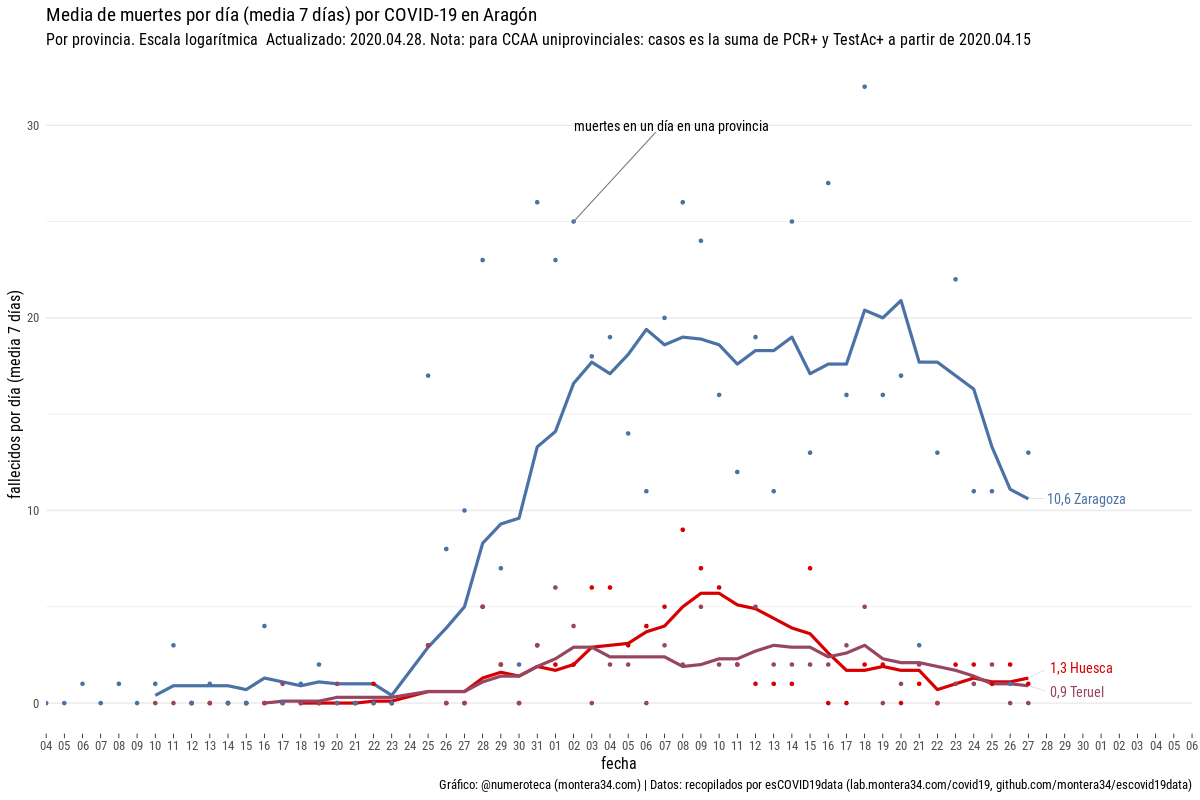 Media de muertes por día (media 7 días) por COVID-19 en Aragón
Por provincia. Escala logarítmica  Actualizado: 2020.04.28. Nota: para CCAA uniprovinciales: casos es la suma de PCR+ y TestAc+ a partir de 2020.04.15
fallecidos por día (media 7 días)
30
20
10
0
muertes en un día en una provincia
10,6 Zaragoza
1,3 Huesca
0,9 Teruel
04 05 06 07 08 09 10 11 12 13 14 15 16 17 18 19 20 21 22 23 24 25 26 27 28 29 30 31 01 02 03 04 05 06 07 08 09 10 11 12 13 14 15 16 17 18 19 20 21 22 23 24 25 26 27 28 29 30 01 02 03 04 05 06
fecha
Gráfico: @numeroteca (montera34.com) | Datos: recopilados por esCOVID19data (lab.montera34.com/covid19, github.com/montera34/escovid19data)